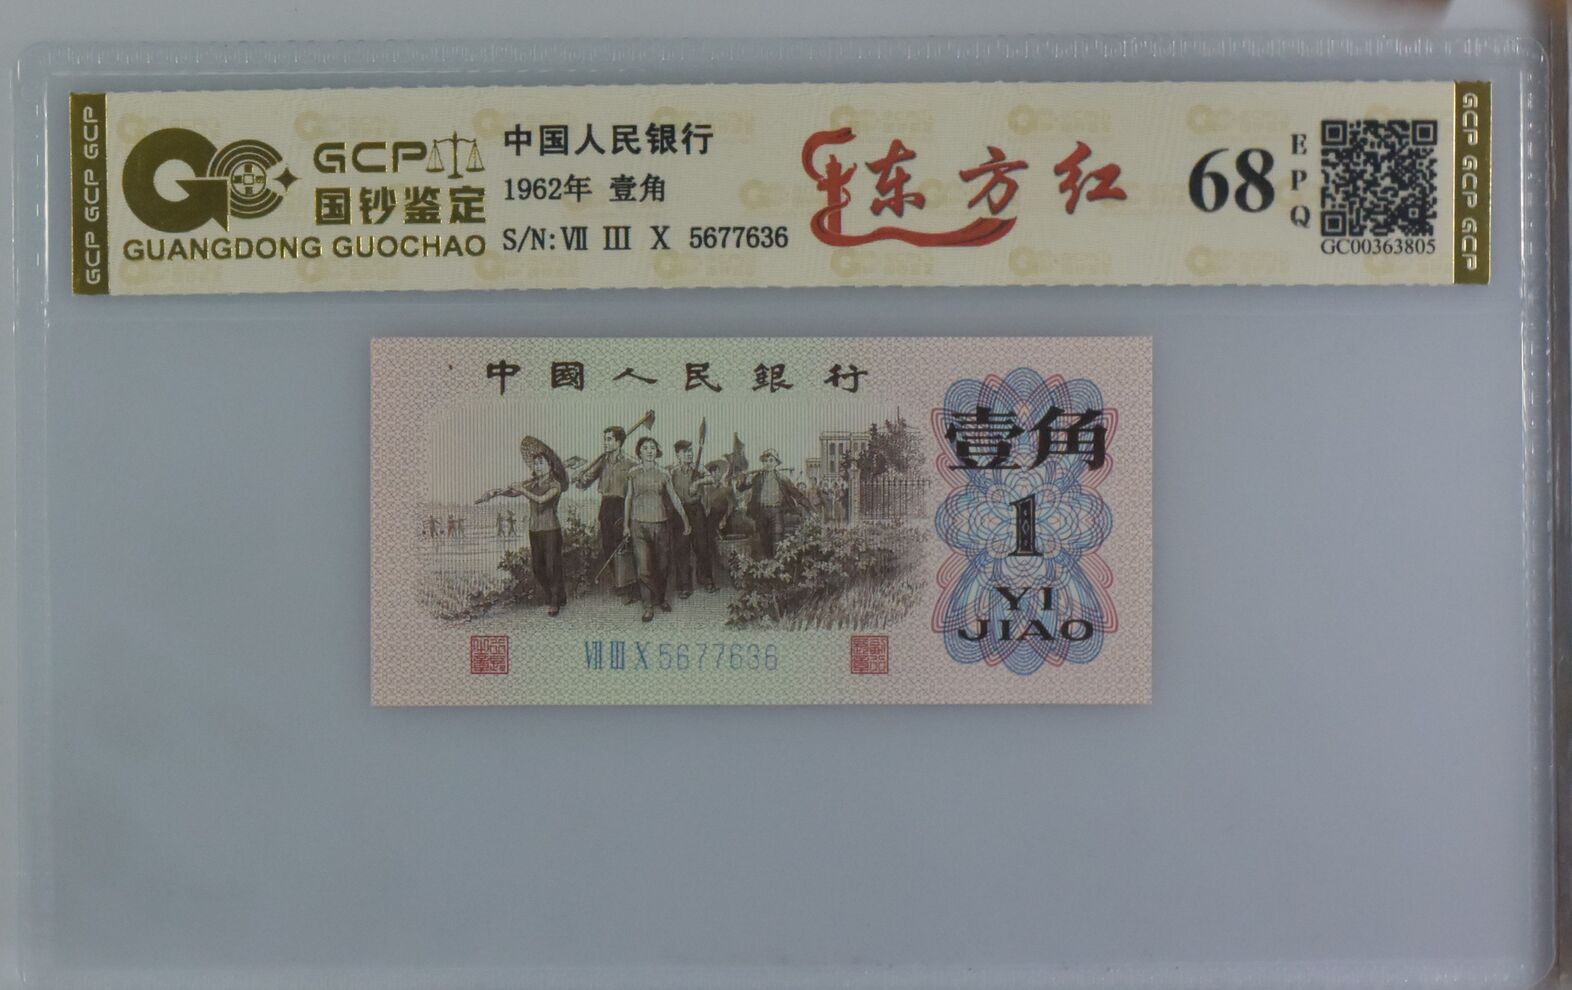 GCP GCP GCP
GCP
国钞鉴定
GUANGDONG GUOCHAO
中国人民银行
1962年 壹角
S/N: Ⅶ Ⅲ Ⅹ 5677636
东方红
68
EPQ
GC00363805
GCP GCP GCP
中國人民銀行
壹角
1
YI
JIAO
Ⅶ Ⅲ Ⅹ 5677636